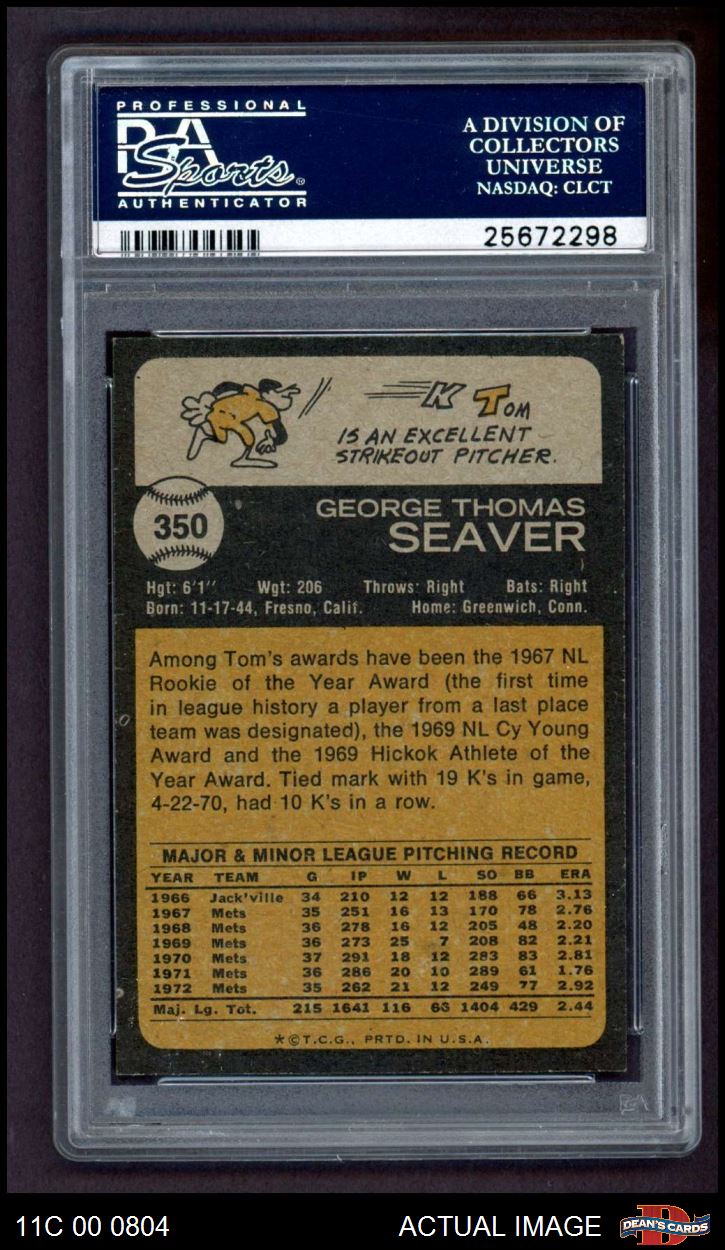 PROFESSIONAL
PSA
Sports®
AUTHENTICATOR
A DIVISION OF
COLLECTORS
UNIVERSE
NASDAQ: CLCT
25672298
K TOM
IS AN EXCELLENT
STRIKEOUT PITCHER.
350
GEORGE THOMAS
SEAVER
Hgt: 6'1'' Wgt: 206 Throws: Right Bats: Right
Born: 11-17-44, Fresno, Calif. Home: Greenwich, Conn.
Among Tom's awards have been the 1967 NL
Rookie of the Year Award (the first time
in league history a player from a last place
team was designated), the 1969 NL Cy Young
Award and the 1969 Hickok Athlete of the
Year Award. Tied mark with 19 K's in game,
4-22-70, had 10 K's in a row.
MAJOR & MINOR LEAGUE PITCHING RECORD
YEAR TEAM G IP W L SO BB ERA
1966 Jack'ville 34 210 12 12 188 66 3.13
1967 Mets 35 251 16 13 170 78 2.76
1968 Mets 36 278 16 12 205 48 2.20
1969 Mets 36 273 25 7 208 82 2.21
1970 Mets 37 291 18 12 283 83 2.81
1971 Mets 36 286 20 10 289 61 1.76
1972 Mets 35 262 21 12 249 77 2.92
Maj. Lg. Tot. 215 1641 116 66 1404 429 2.44
*©T.C.G., PRTD. IN U.S.A.
11C 00 0804
ACTUAL IMAGE
DEAN'S CARDS